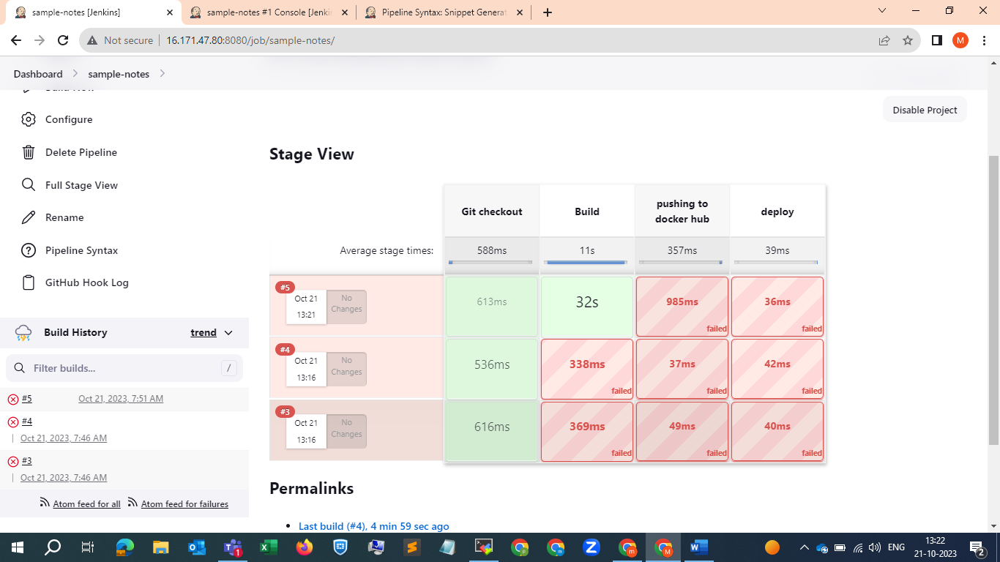 sample-notes [Jenkins]
sample-notes #1 Console [Jenki
Pipeline Syntax: Snippet Generat
Not secure
16.171.47.80:8080/job/sample-notes/
M
Dashboard
sample-notes
Build Now
Configure
Delete Pipeline
Full Stage View
Rename
Pipeline Syntax
GitHub Hook Log
Build History
trend
Filter builds...
/
#5
Oct 21, 2023, 7:51 AM
#4
Oct 21, 2023, 7:46 AM
#3
Oct 21, 2023, 7:46 AM
Atom feed for all
Atom feed for failures
Disable Project
Stage View
Git checkout
Build
pushing to
docker hub
deploy
Average stage times:
588ms
11s
357ms
39ms
#5
Oct 21
13:21
No
Changes
613ms
32s
985ms
failed
36ms
failed
#4
Oct 21
13:16
No
Changes
536ms
338ms
failed
37ms
failed
42ms
failed
#3
Oct 21
13:16
No
Changes
616ms
369ms
failed
49ms
failed
40ms
failed
Permalinks
Last build (#4), 4 min 59 sec ago
ENG
13:22
21-10-2023
2